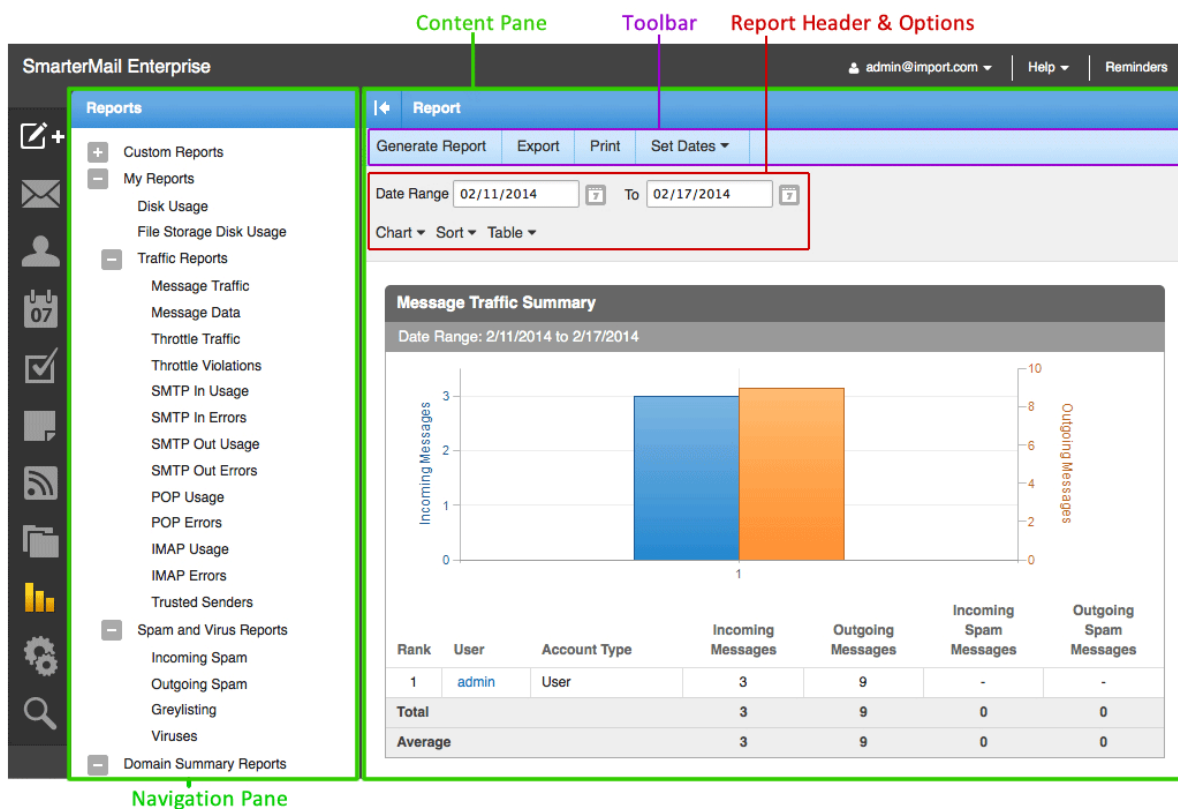 Content Pane Toolbar Report Header & Options
SmarterMail Enterprise admin@import.com Help Reminders
Reports
Custom Reports
My Reports
Disk Usage
File Storage Disk Usage
Traffic Reports
Message Traffic
Message Data
Throttle Traffic
Throttle Violations
SMTP In Usage
SMTP In Errors
SMTP Out Usage
SMTP Out Errors
POP Usage
POP Errors
IMAP Usage
IMAP Errors
Trusted Senders
Spam and Virus Reports
Incoming Spam
Outgoing Spam
Greylisting
Viruses
Domain Summary Reports
07
Report
Generate Report Export Print Set Dates
Date Range 02/11/2014 7 To 02/17/2014 7
Chart Sort Table
Message Traffic Summary
Date Range: 2/11/2014 to 2/17/2014
Incoming Messages
3
2
1
0
10
8
6
4
2
0
Outgoing Messages
1
Rank User Account Type Incoming Messages Outgoing Messages Incoming Spam Messages Outgoing Spam Messages
1 admin User 3 9 - -
Total 3 9 0 0
Average 3 9 0 0
Navigation Pane